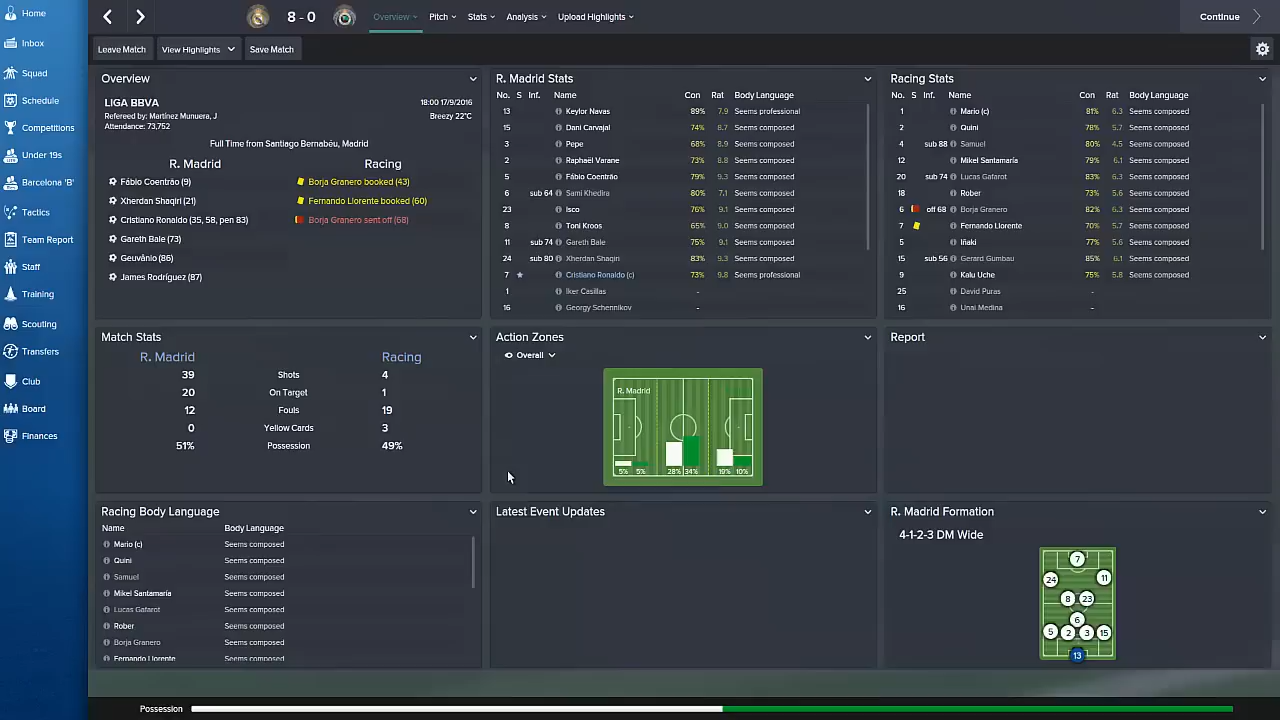 Home
Inbox
Squad
Schedule
Competitions
Under 19s
Barcelona 'B'
Tactics
Team Report
Staff
Training
Scouting
Transfers
Club
Board
Finances
8 - 0
Overview
Pitch
Stats
Analysis
Upload Highlights
Continue
Leave Match
View Highlights
Save Match
Overview
LIGA BBVA 18:00 17/9/2016
Refereed by: Martínez Munuera, J Breezy 22°C
Attendance: 73,752
Full Time from Santiago Bernabéu, Madrid
R. Madrid Racing
Fábio Coentrão (9) Borja Granero booked (43)
Xherdan Shaqiri (21) Fernando Llorente booked (60)
Cristiano Ronaldo (35, 58, pen 83) Borja Granero sent off (68)
Gareth Bale (73)
Geuvânio (86)
James Rodríguez (87)
R. Madrid Stats
No. S Inf. Name Con Rat Body Language
13 Keylor Navas 89% 7.9 Seems professional
15 Dani Carvajal 74% 8.7 Seems composed
3 Pepe 68% 8.9 Seems composed
2 Raphaël Varane 73% 8.8 Seems composed
5 Fábio Coentrão 79% 9.3 Seems composed
6 sub 64 Sami Khedira 80% 7.1 Seems composed
23 Isco 76% 9.1 Seems composed
8 Toni Kroos 65% 9.0 Seems composed
11 sub 74 Gareth Bale 75% 9.1 Seems composed
24 sub 80 Xherdan Shaqiri 83% 9.3 Seems composed
7 Cristiano Ronaldo (c) 73% 9.8 Seems professional
1 Iker Casillas -
16 Georgy Schennikov -
Racing Stats
No. S Inf. Name Con Rat Body Language
1 Mario (c) 81% 6.3 Seems composed
2 Quini 78% 5.7 Seems composed
4 sub 88 Samuel 80% 4.5 Seems composed
12 Mikel Santamaría 79% 6.1 Seems composed
20 sub 74 Lucas Gafarot 83% 6.3 Seems composed
18 Rober 73% 5.6 Seems composed
6 off 68 Borja Granero 82% 6.3 Seems composed
7 Fernando Llorente 70% 5.7 Seems composed
5 Iñaki 77% 5.6 Seems composed
15 sub 56 Gerard Gumbau 85% 6.1 Seems composed
9 Kalu Uche 75% 5.8 Seems composed
25 David Puras -
16 Unai Medina -
Match Stats
R. Madrid Racing
39 Shots 4
20 On Target 1
12 Fouls 19
0 Yellow Cards 3
51% Possession 49%
Action Zones
Overall
R. Madrid
5% 5% 28% 34% 19% 10%
Report
Racing Body Language
Name Body Language
Mario (c) Seems composed
Quini Seems composed
Samuel Seems composed
Mikel Santamaría Seems composed
Lucas Gafarot Seems composed
Rober Seems composed
Borja Granero Seems composed
Fernando Llorente Seems composed
Latest Event Updates
R. Madrid Formation
4-1-2-3 DM Wide
7
24 11
8 23
6
5 2 3 15
13
Possession